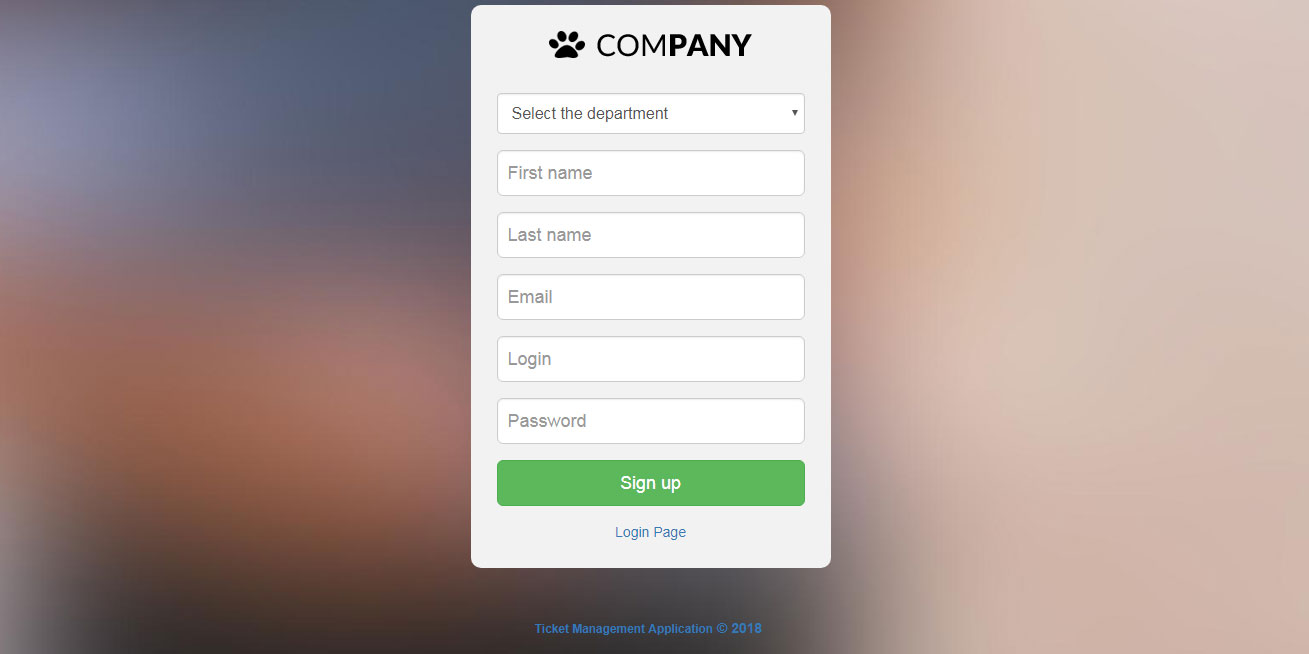 COMPANY
Select the department
First name
Last name
Email
Login
Password
Sign up
Login Page
Ticket Management Application © 2018